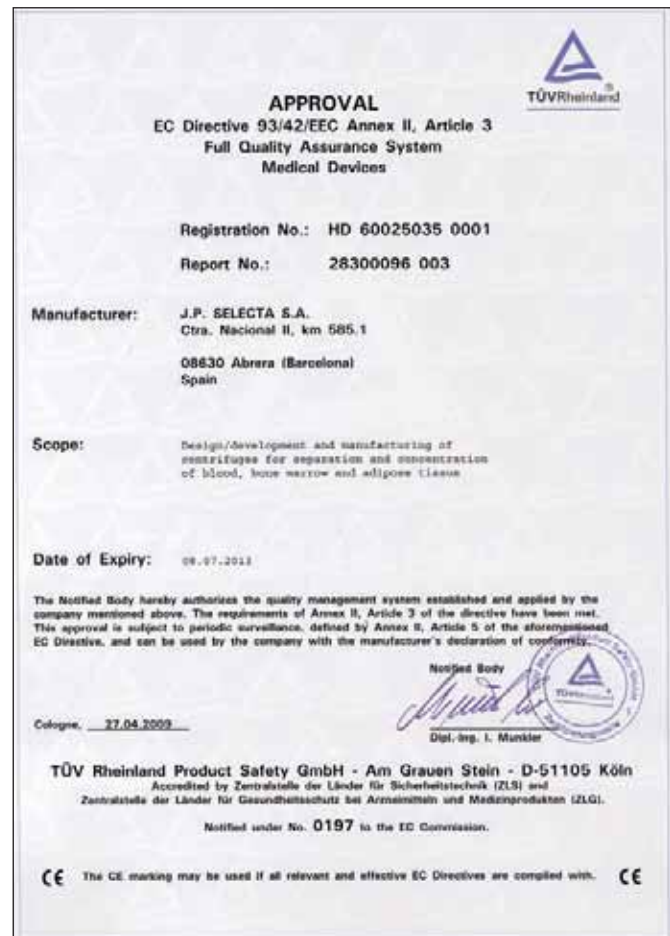 TÜVRheinland®
APPROVAL
EC Directive 93/42/EEC Annex II, Article 3
Full Quality Assurance System
Medical Devices
Registration No.: HD 60025035 0001
Report No.: 28300096 003
Manufacturer: J.P. SELECTA S.A.
Ctra. Nacional II, km 585.1
08630 Abrera (Barcelona)
Spain
Scope: Design/development and manufacturing of
centrifuges for separation and concentration
of blood, bone marrow and adipose tissue
Date of Expiry: 08.07.2013
The Notified Body hereby authorizes the quality management system established and applied by the
company mentioned above. The requirements of Annex II, Article 3 of the directive have been met.
This approval is subject to periodic surveillance, defined by Annex II, Article 5 of the aforementioned
EC Directive, and can be used by the company with the manufacturer's declaration of conformity.
Notified Body
Cologne, 27.04.2009
Dipl.-Ing. I. Munkler
TÜV Rheinland Product Safety GmbH - Am Grauen Stein - D-51105 Köln
Accredited by Zentralstelle der Länder für Sicherheitstechnik (ZLS) and
Zentralstelle der Länder für Gesundheitsschutz bei Arzneimitteln und Medizinprodukten (ZLG).
Notified under No. 0197 to the EC Commission.
CE The CE marking may be used if all relevant and effective EC Directives are complied with. CE